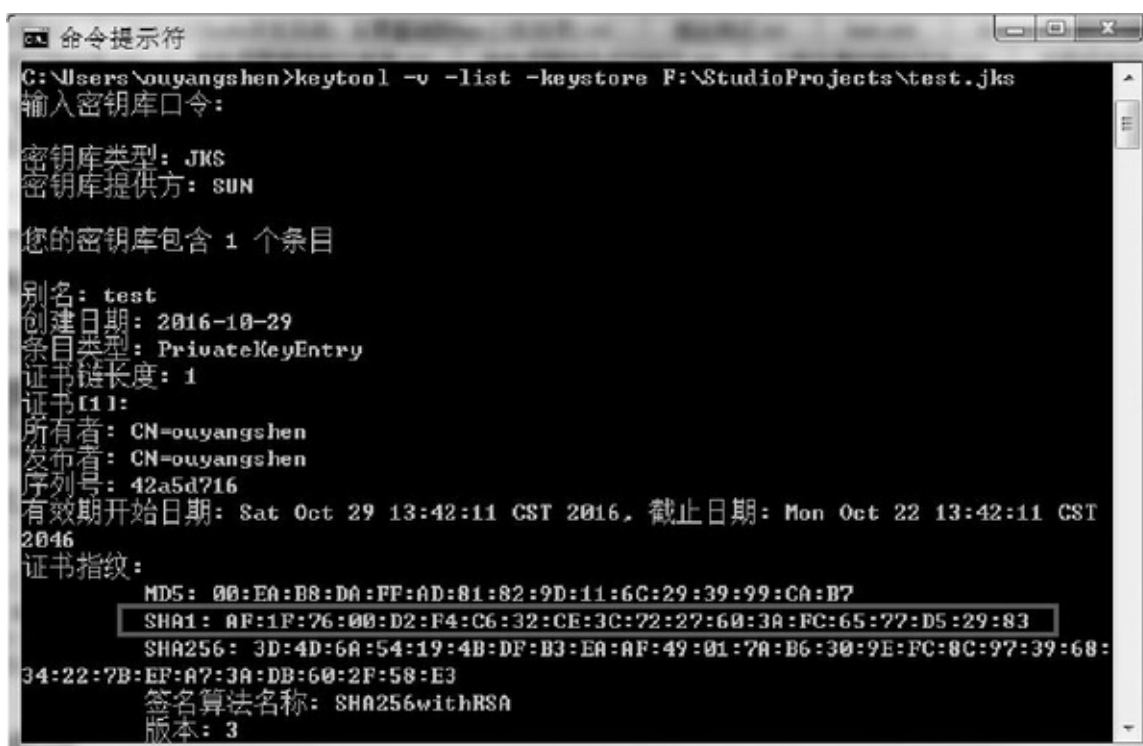 命令提示符
C:\Users\ouyangshen>keytool -v -list -keystore F:\StudioProjects\test.jks
输入密钥库口令:
密钥库类型: JKS
密钥库提供方: SUN
您的密钥库包含 1 个条目
别名: test
创建日期: 2016-10-29
条目类型: PrivateKeyEntry
证书链长度: 1
证书[1]:
所有者: CN=ouyangshen
发布者: CN=ouyangshen
序列号: 42a5d716
有效期开始日期: Sat Oct 29 13:42:11 CST 2016, 截止日期: Mon Oct 22 13:42:11 CST
2046
证书指纹:
MD5: 00:EA:B8:DA:FF:AD:81:82:9D:11:6C:29:39:99:CA:B7
SHA1: AF:1F:76:00:D2:F4:C6:32:CE:3C:72:27:60:3A:FC:65:77:D5:29:83
SHA256: 3D:4D:6A:54:19:4B:DF:B3:EA:AF:49:01:7A:B6:30:9E:FC:8C:97:39:68:
34:22:7B:EF:A7:3A:DB:60:2F:58:E3
签名算法名称: SHA256withRSA
版本: 3